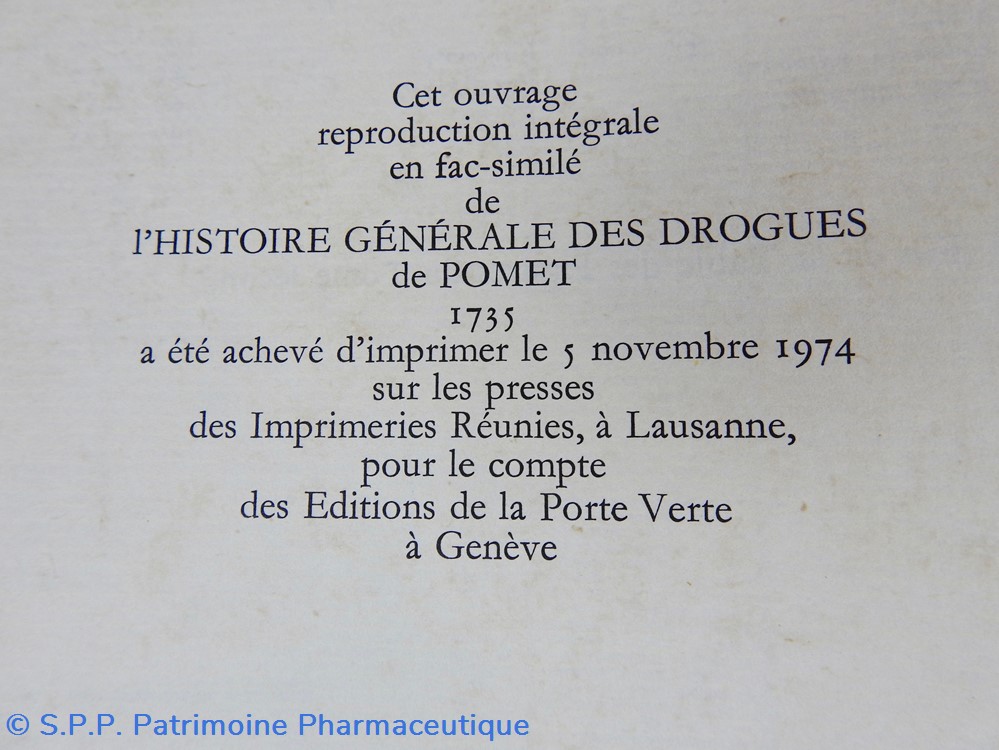 Cet ouvrage
reproduction intégrale
en fac-similé
de
l'HISTOIRE GÉNÉRALE DES DROGUES
de POMET
1735
a été achevé d'imprimer le 5 novembre 1974
sur les presses
des Imprimeries Réunies, à Lausanne,
pour le compte
des Editions de la Porte Verte
à Genève
© S.P.P. Patrimoine Pharmaceutique